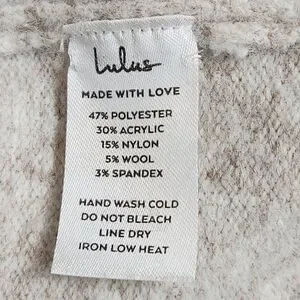 Lulus
MADE WITH LOVE
47% POLYESTER
30% ACRYLIC
15% NYLON
5% WOOL
3% SPANDEX
HAND WASH COLD
DO NOT BLEACH
LINE DRY
IRON LOW HEAT